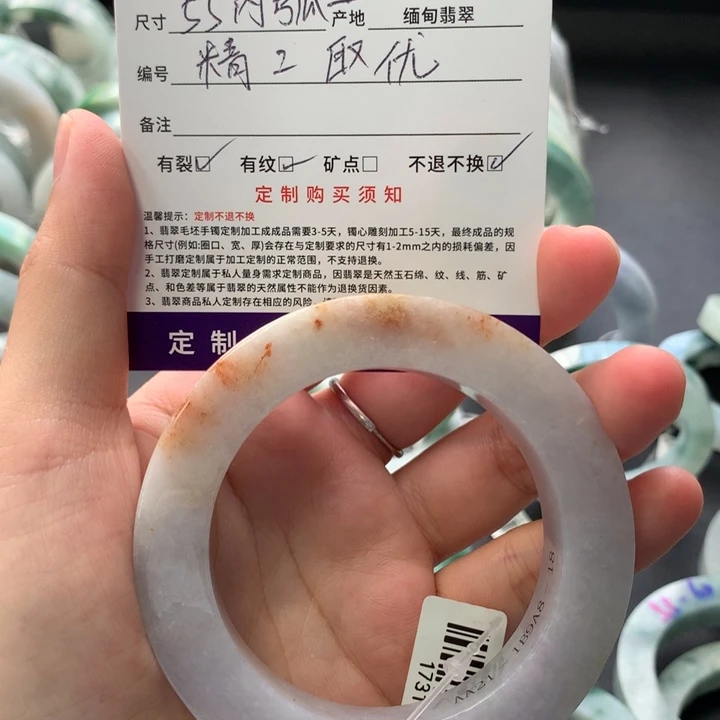 尺寸 55内弧 产地 缅甸翡翠
编号 精工取优
备注
有裂☑ 有纹☑ 矿点☐ 不退不换☑
定制购买须知
温馨提示：定制不退不换
1、翡翠毛坯手镯定制加工成成品需要3-5天，镯心雕刻加工5-15天，最终成品的规
格尺寸(例如:圈口、宽、厚)会存在与定制要求的尺寸有1-2mm之内的损耗偏差，因
手工打磨定制属于加工定制的正常范围，不支持退换。
2、翡翠定制属于私人量身需求定制商品，因翡翠是天然玉石绵、纹、线、筋、矿
点、和色差等属于翡翠的天然属性不能作为退换货因素。
3、翡翠商品私人定制存在相应的风险，
定制
18
1B9A8
1731